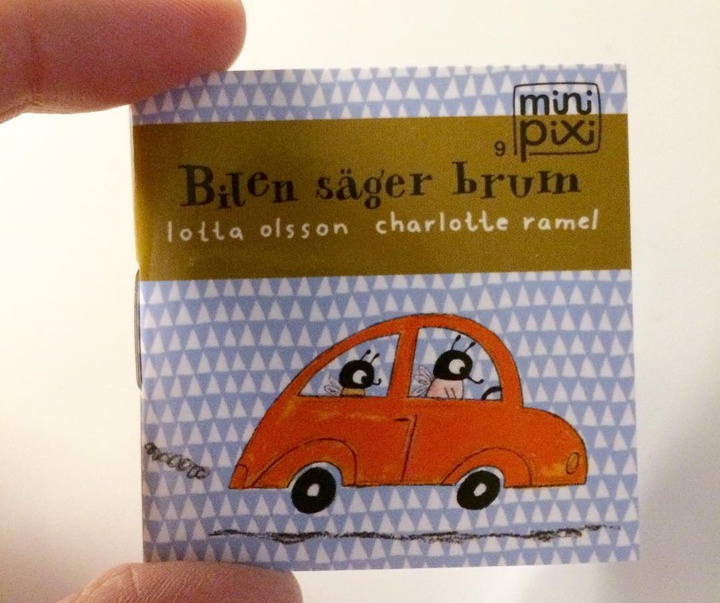 mini
pixi
9
Bilen säger brum
lotta olsson charlotte ramel